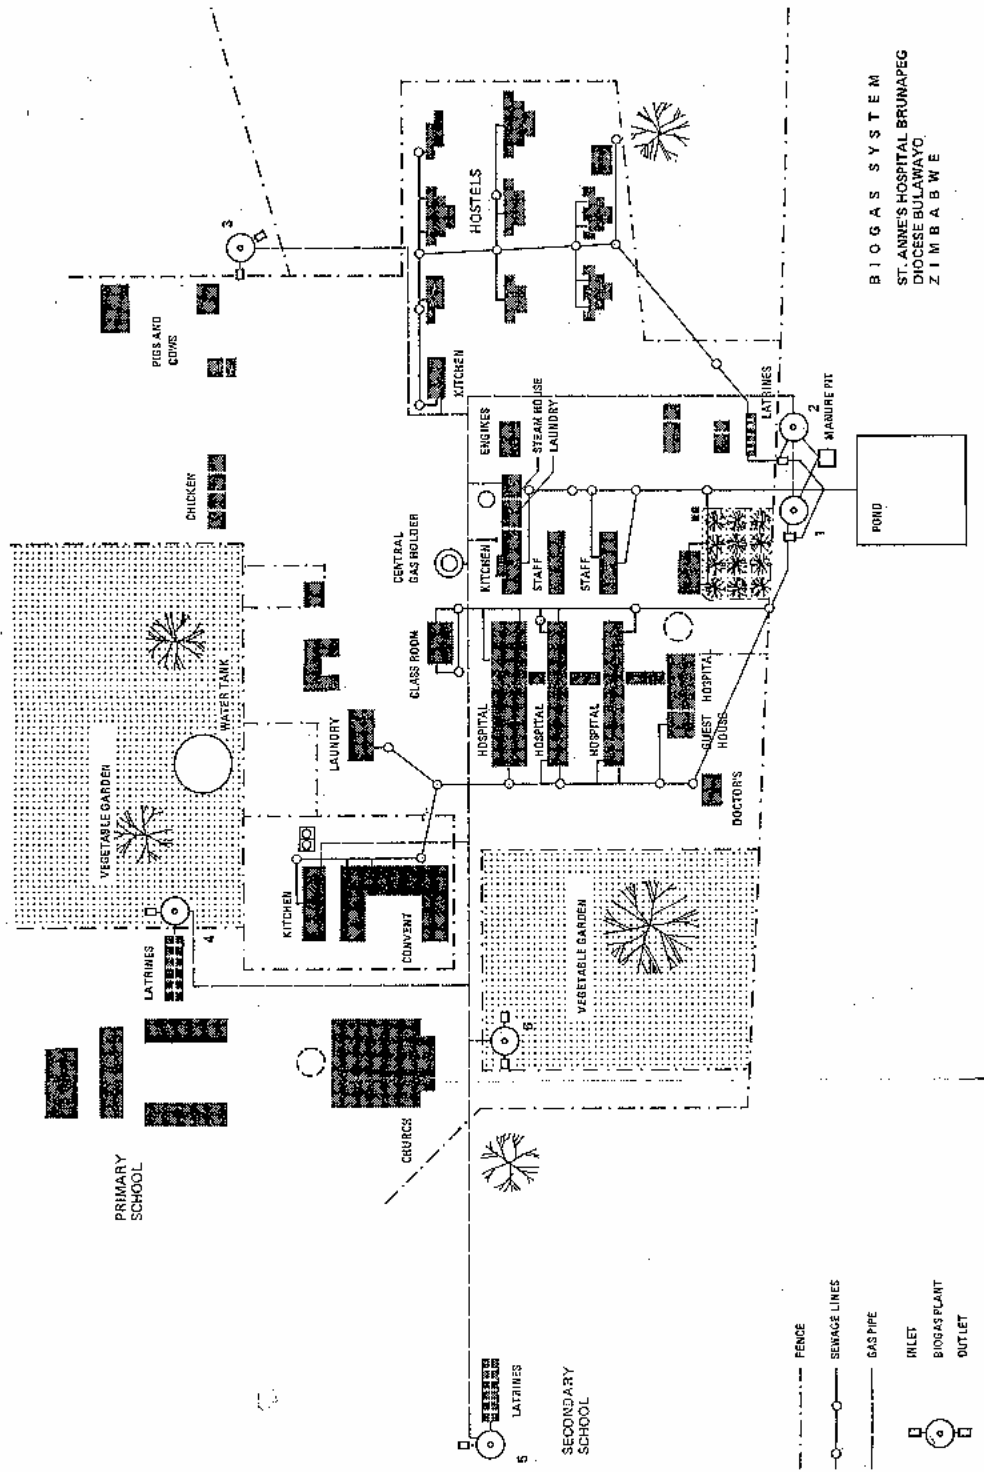 BIOGAS SYSTEM
ST. ANNE'S HOSPITAL BRUNAPEG
DIOCESE BULAWAYO
ZIMBABWE
PRIMARY
SCHOOL
LATRINES
4
VEGETABLE GARDEN
WATER TANK
CHICKEN
PIGS AND
COWS
3
CHURCH
KITCHEN
CONVENT
LAUNDRY
CLASS ROOM
CENTRAL
GAS HOLDER
ENGINES
KITCHEN
HOSTELS
HOSPITAL
HOSPITAL
HOSPITAL
KITCHEN
STAFF
STAFF
STEAM HOUSE
LAUNDRY
GUEST
HOUSE
HOSPITAL
DOCTOR'S
VEGETABLE GARDEN
6
LATRINES
1
2
MANURE PIT
POND
LATRINES
5
SECONDARY
SCHOOL
FENCE
SEWAGE LINES
GAS PIPE
INLET
BIOGAS PLANT
OUTLET